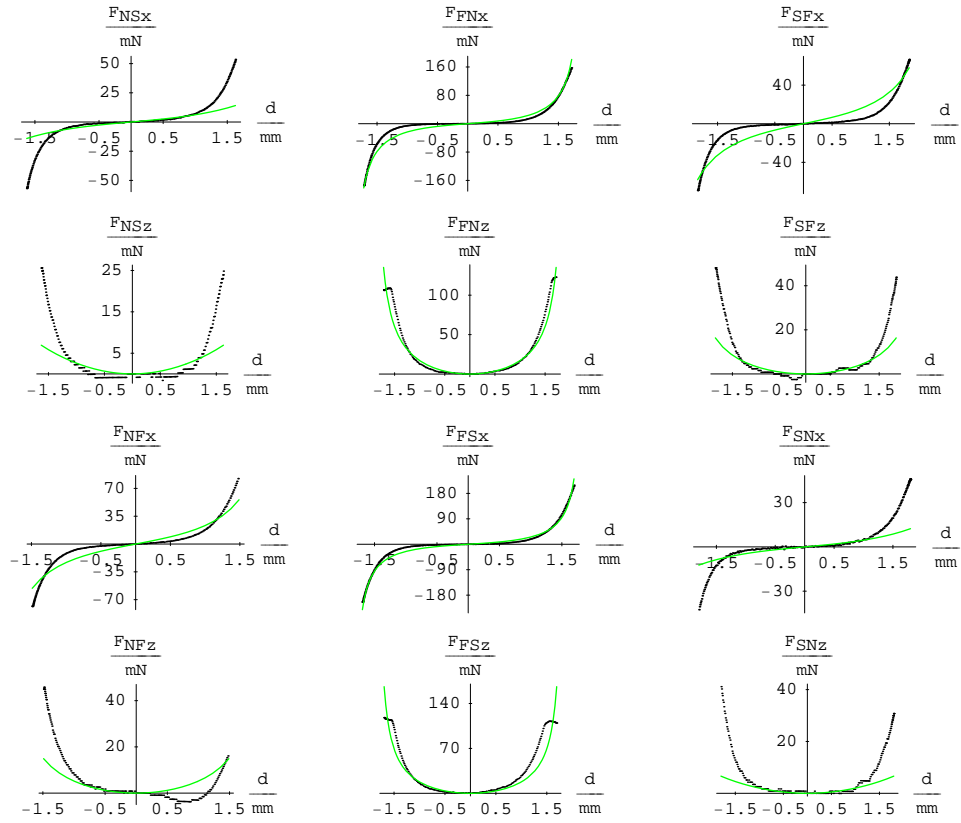 F_NSx F_FNx F_SFx
mN mN mN
50 160 40
25 80
d d d
−1.5 −0.5 0.5 1.5 mm −1.5 −0.5 0.5 1.5 mm −1.5 −0.5 0.5 1.5 mm
−25 −80 −40
−50 −160
F_NSz F_FNz F_SFz
mN mN mN
25 100 40
15 50 20
5
d d d
−1.5 −0.5 0.5 1.5 mm −1.5 −0.5 0.5 1.5 mm −1.5 −0.5 0.5 1.5 mm
F_NFx F_FSx F_SNx
mN mN mN
70 180 30
35 90
d d d
−1.5 −0.5 0.5 1.5 mm −1.5 −0.5 0.5 1.5 mm −1.5 −0.5 0.5 1.5 mm
−35 −90 −30
−70 −180
F_NFz F_FSz F_SNz
mN mN mN
40 140 40
20 70 20
d d d
−1.5 −0.5 0.5 1.5 mm −1.5 −0.5 0.5 1.5 mm −1.5 −0.5 0.5 1.5 mm